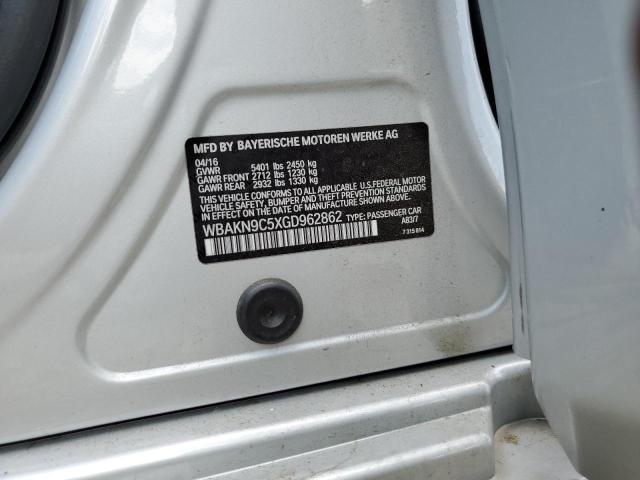 MFD BY BAYERISCHE MOTOREN WERKE AG
04/16
GVWR 5401 lbs 2450 kg
GAWR FRONT 2712 lbs 1230 kg
GAWR REAR 2932 lbs 1330 kg
THIS VEHICLE CONFORMS TO ALL APPLICABLE U.S. FEDERAL MOTOR
VEHICLE SAFETY, BUMPER AND THEFT PREVENTION STANDARDS
IN EFFECT ON THE DATE OF MANUFACTURE SHOWN ABOVE.
WBAKN9C5XGD962862 TYPE: PASSENGER CAR
A83/7
7 315 814